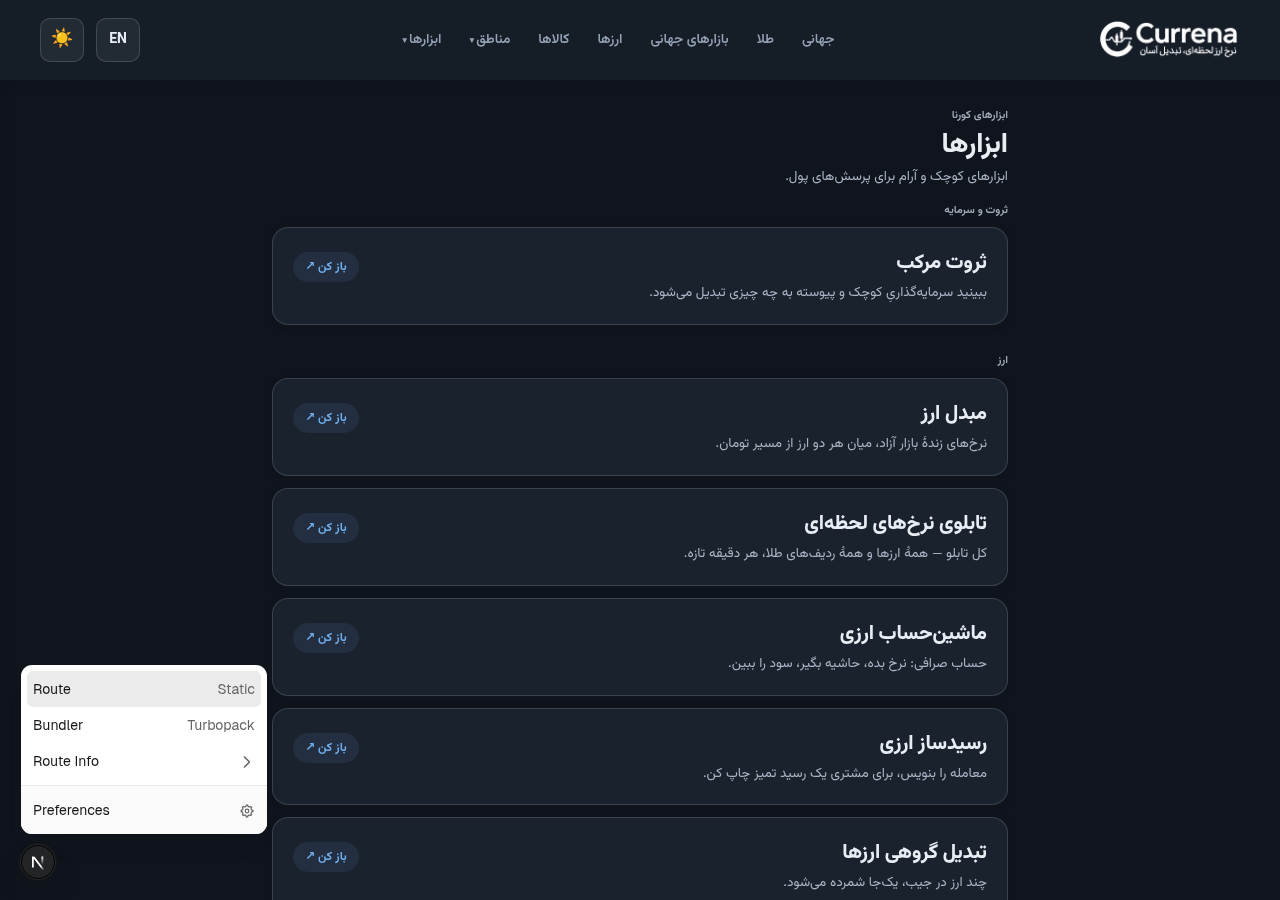 Currena
نرخ ارز لحظه‌ای، تبدیل آسان
جهانی
طلا
بازارهای جهانی
ارزها
کالاها
مناطق ▾
ابزارها ▾
EN
ابزارهای کورنا
ابزارها
ابزارهای کوچک و آرام برای پرسش‌های پول.
ثروت و سرمایه
ثروت مرکب
ببینید سرمایه‌گذاریِ کوچک و پیوسته به چه چیزی تبدیل می‌شود.
باز کن ↗
ارز
مبدل ارز
نرخ‌های زندهٔ بازار آزاد، میان هر دو ارز از مسیر تومان.
باز کن ↗
تابلوی نرخ‌های لحظه‌ای
کل تابلو — همهٔ ارزها و همهٔ ردیف‌های طلا، هر دقیقه تازه.
باز کن ↗
ماشین‌حساب ارزی
حساب صرافی: نرخ بده، حاشیه بگیر، سود را ببین.
باز کن ↗
رسیدساز ارزی
معامله را بنویس، برای مشتری یک رسید تمیز چاپ کن.
باز کن ↗
تبدیل گروهی ارزها
چند ارز در جیب، یک‌جا شمرده می‌شود.
باز کن ↗
Route Static
Bundler Turbopack
Route Info
Preferences
N